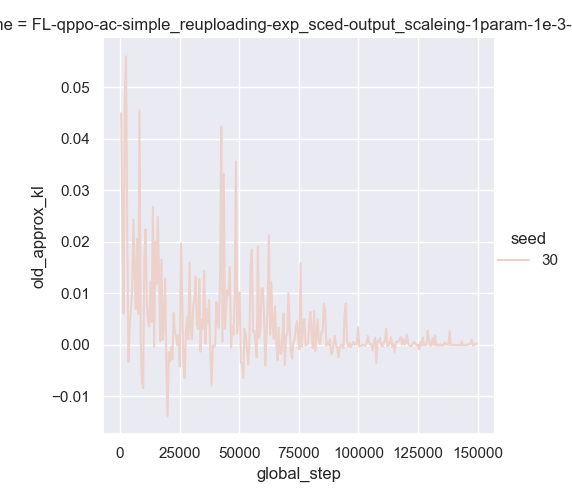 ne = FL-qppo-ac-simple_reuploading-exp_sced-output_scaleing-1param-1e-3-
0.05
0.04
0.03
0.02
0.01
0.00
−0.01
old_approx_kl
0 25000 50000 75000 100000 125000 150000
global_step
seed
30